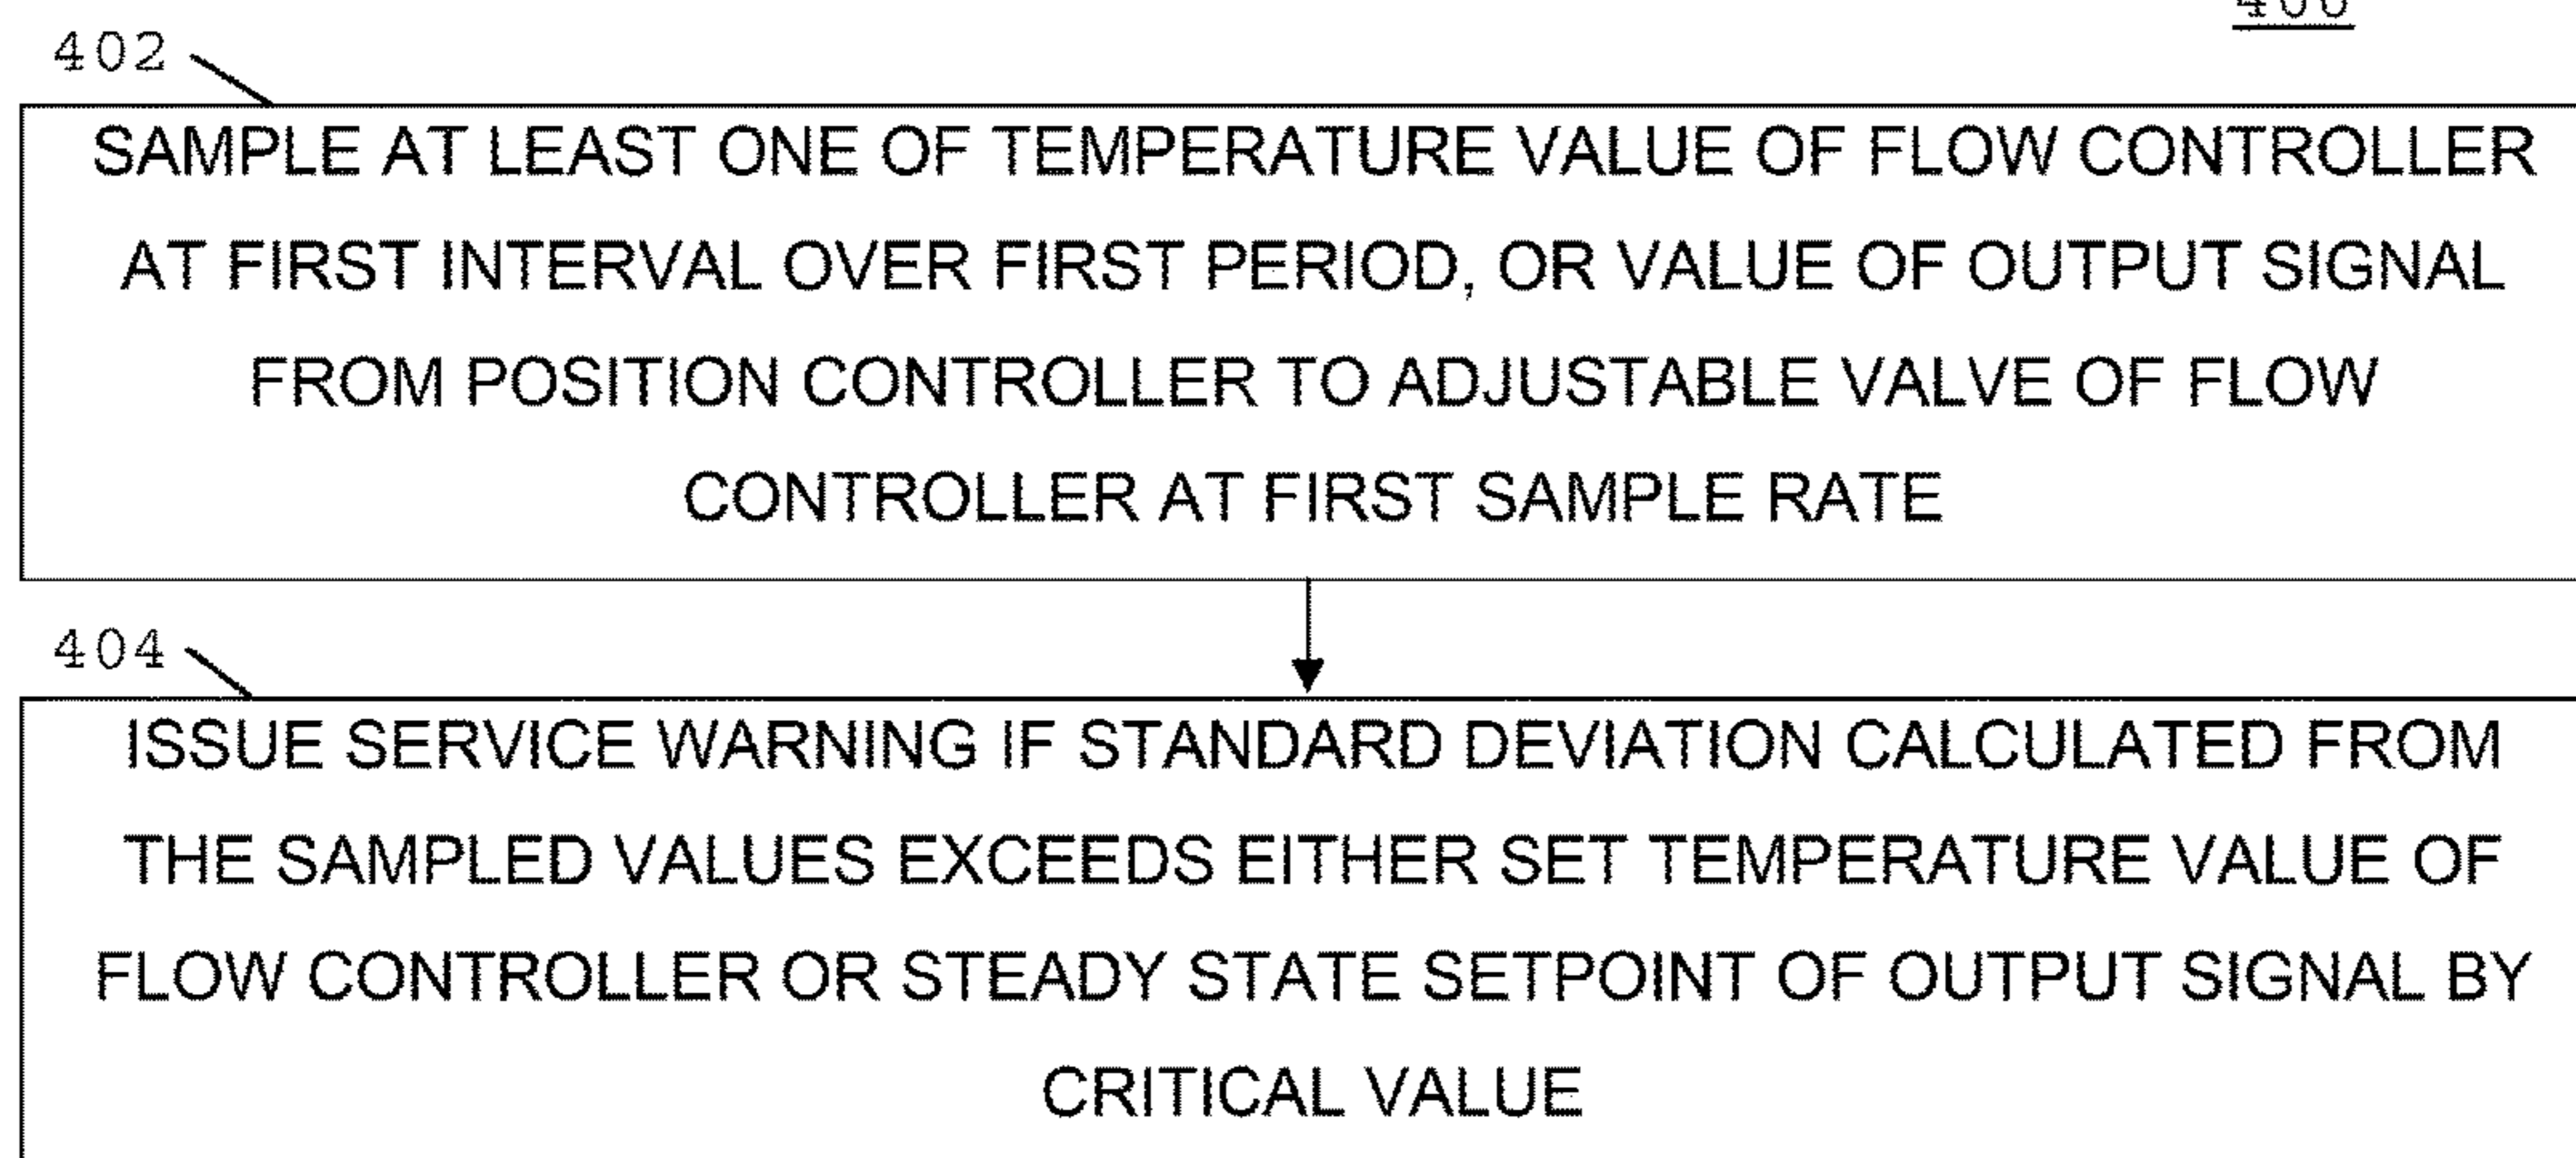 402
SAMPLE AT LEAST ONE OF TEMPERATURE VALUE OF FLOW CONTROLLER
AT FIRST INTERVAL OVER FIRST PERIOD, OR VALUE OF OUTPUT SIGNAL
FROM POSITION CONTROLLER TO ADJUSTABLE VALVE OF FLOW
CONTROLLER AT FIRST SAMPLE RATE
404
ISSUE SERVICE WARNING IF STANDARD DEVIATION CALCULATED FROM
THE SAMPLED VALUES EXCEEDS EITHER SET TEMPERATURE VALUE OF
FLOW CONTROLLER OR STEADY STATE SETPOINT OF OUTPUT SIGNAL BY
CRITICAL VALUE